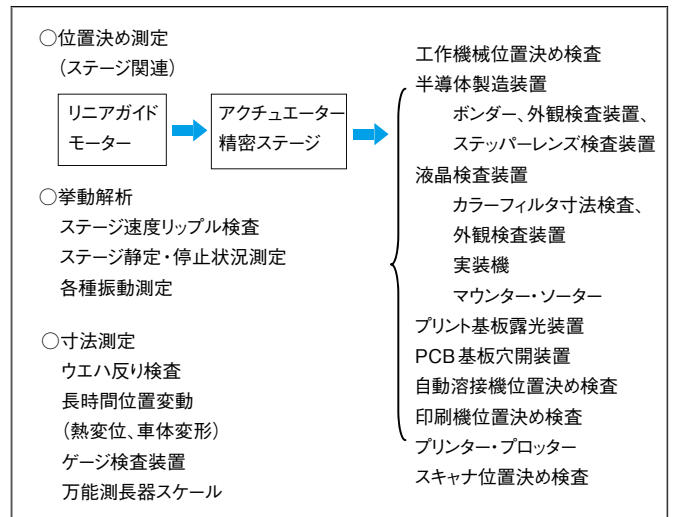 ○位置決め測定
(ステージ関連)
リニアガイド
モーター
アクチュエーター
精密ステージ
○挙動解析
ステージ速度リップル検査
ステージ静定・停止状況測定
各種振動測定
○寸法測定
ウエハ反り検査
長時間位置変動
(熱変位、車体変形)
ゲージ検査装置
万能測長器スケール
工作機械位置決め検査
半導体製造装置
ボンダー、外観検査装置、
ステッパーレンズ検査装置
液晶検査装置
カラーフィルタ寸法検査、
外観検査装置
実装機
マウンター・ソーター
プリント基板露光装置
PCB基板穴開装置
自動溶接機位置決め検査
印刷機位置決め検査
プリンター・プロッター
スキャナ位置決め検査